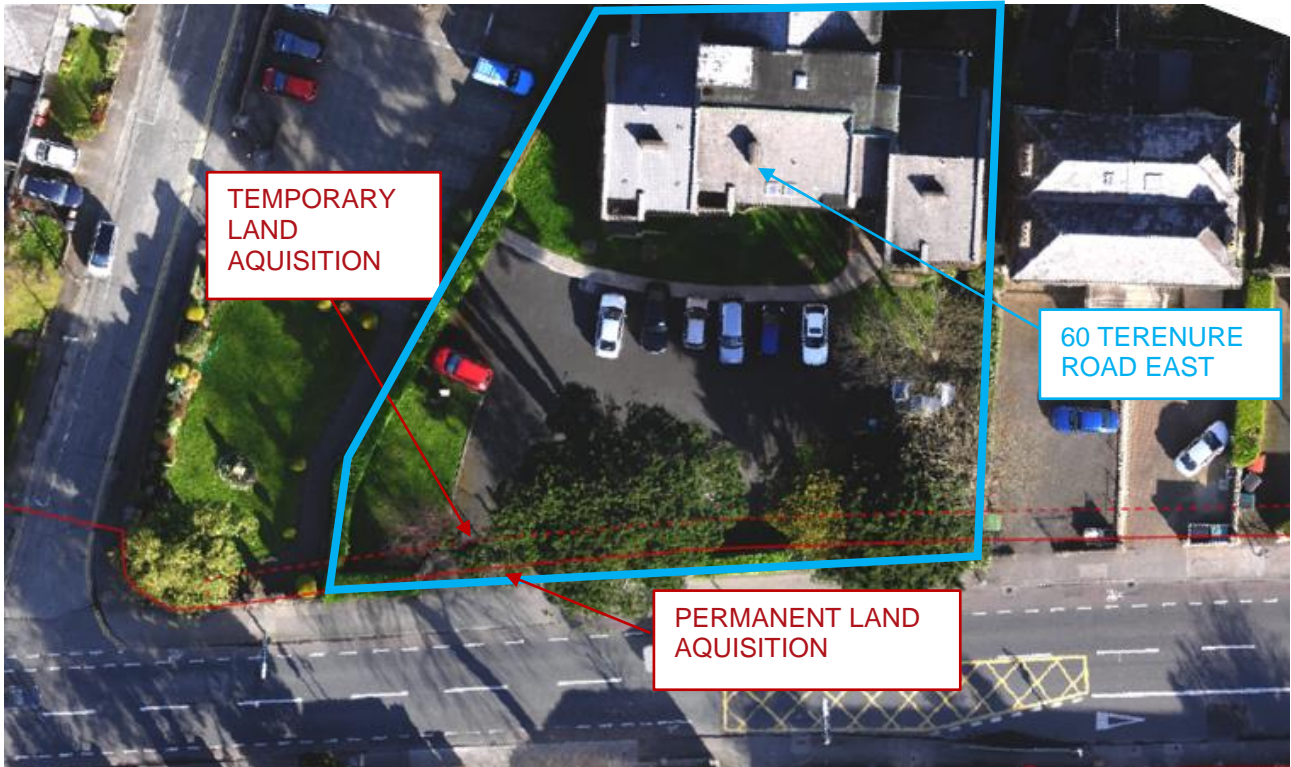 TEMPORARY
LAND
AQUISITION
60 TERENURE
ROAD EAST
PERMANENT LAND
AQUISITION